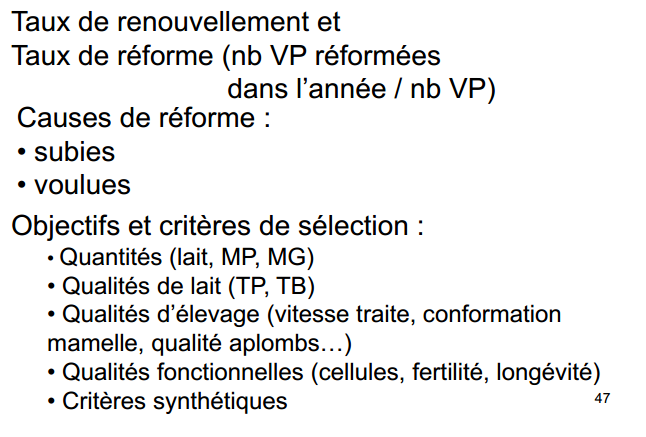 Taux de renouvellement et
Taux de réforme (nb VP réformées
dans l’année / nb VP)
Causes de réforme :
• subies
• voulues
Objectifs et critères de sélection :
• Quantités (lait, MP, MG)
• Qualités de lait (TP, TB)
• Qualités d’élevage (vitesse traite, conformation
mamelle, qualité aplombs…)
• Qualités fonctionnelles (cellules, fertilité, longévité)
• Critères synthétiques
47